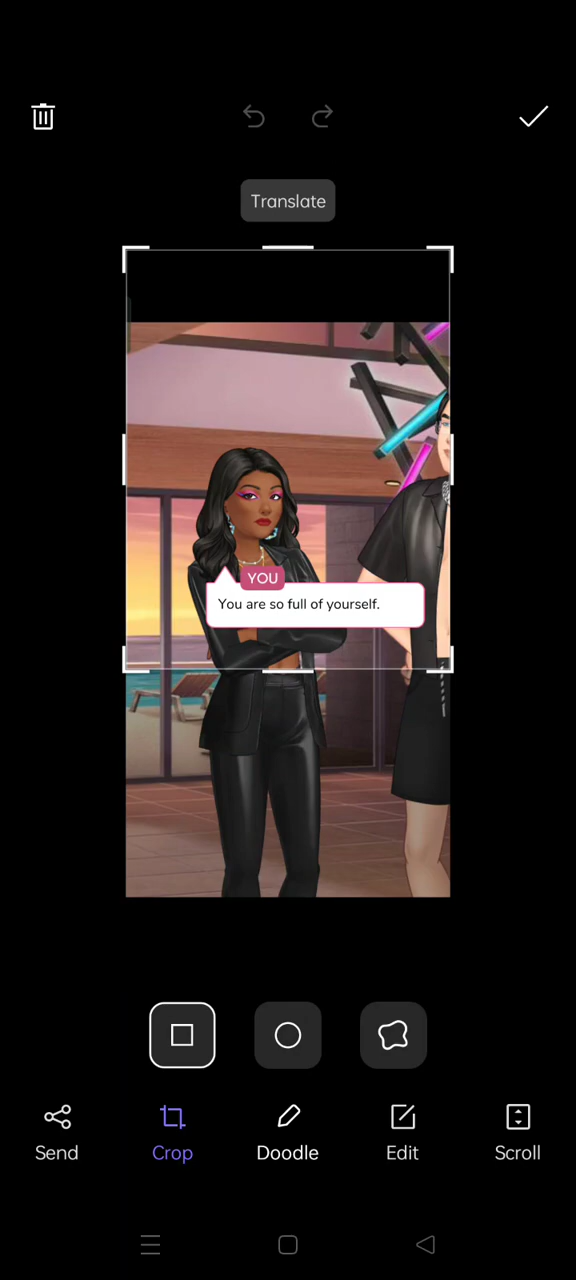 Translate
YOU
You are so full of yourself.
Send
Crop
Doodle
Edit
Scroll